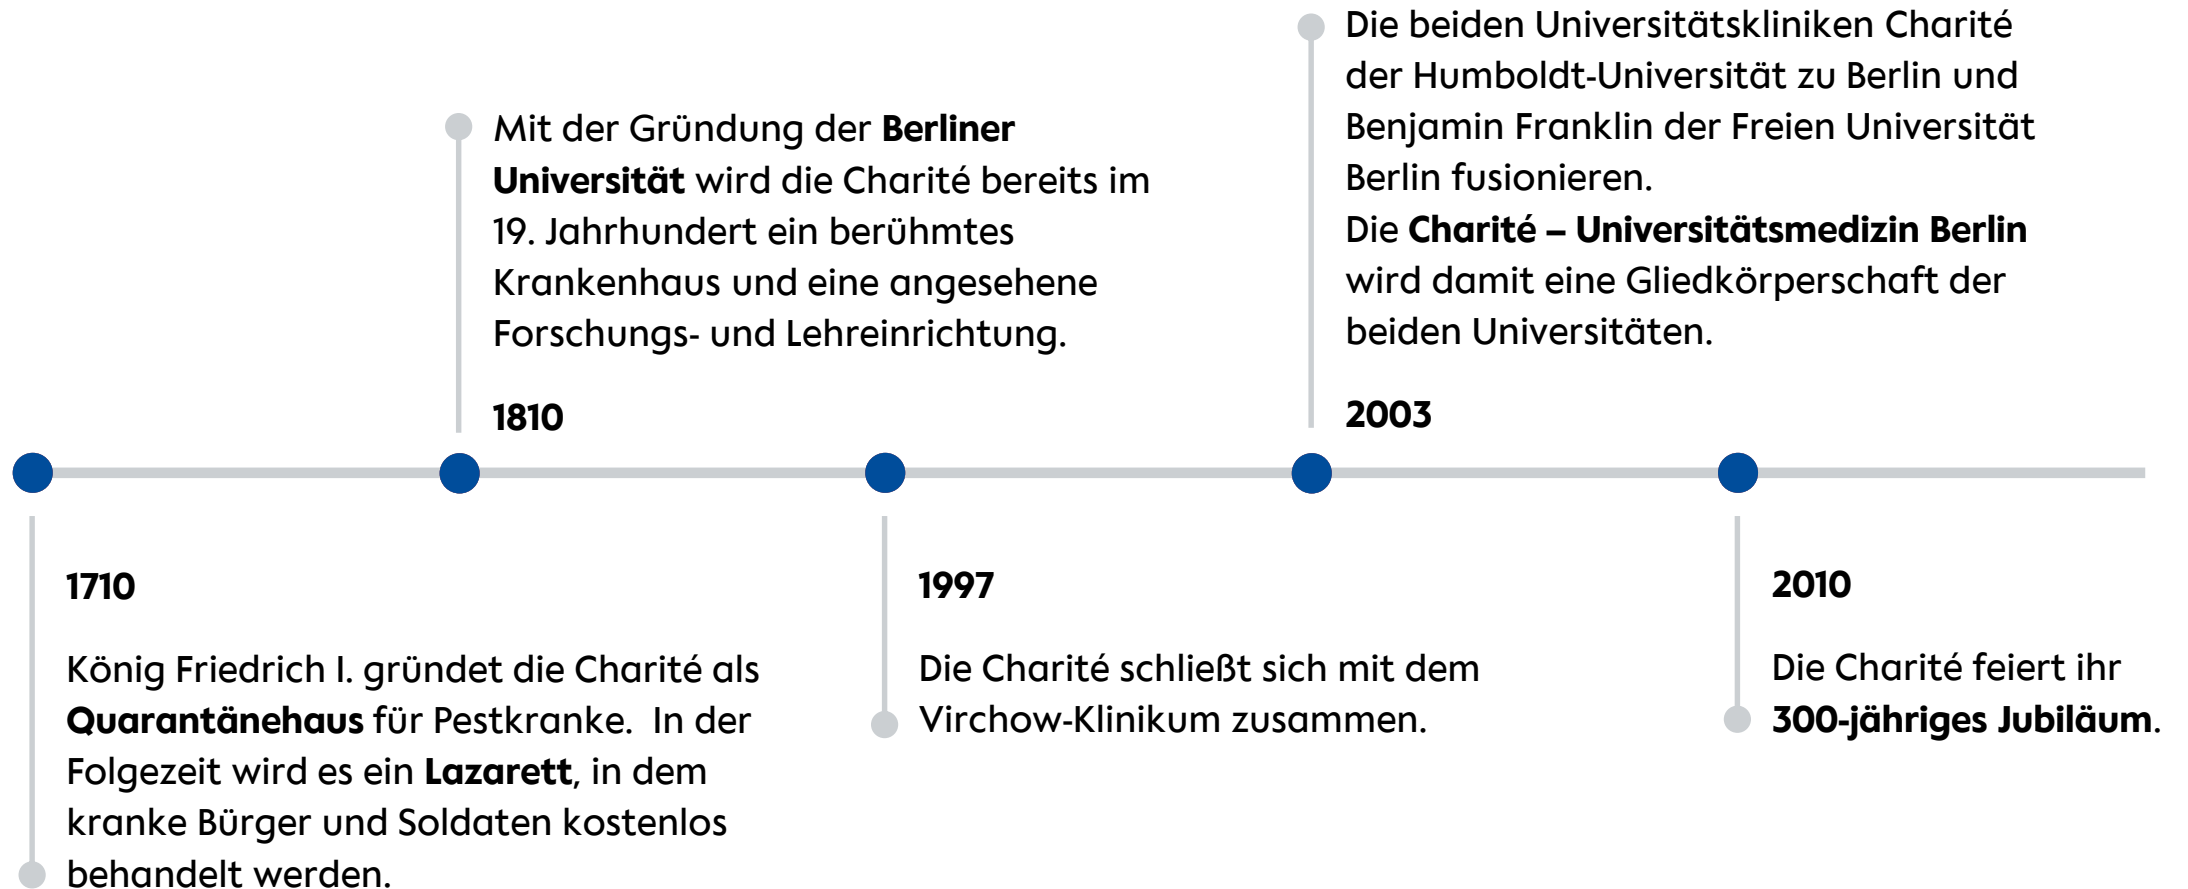 1710
König Friedrich I. gründet die Charité als
Quarantänehaus für Pestkranke.  In der
Folgezeit wird es ein Lazarett, in dem
kranke Bürger und Soldaten kostenlos
behandelt werden.
Mit der Gründung der Berliner
Universität wird die Charité bereits im
19. Jahrhundert ein berühmtes
Krankenhaus und eine angesehene
Forschungs- und Lehreinrichtung.
1810
1997
Die Charité schließt sich mit dem
Virchow-Klinikum zusammen.
Die beiden Universitätskliniken Charité
der Humboldt-Universität zu Berlin und
Benjamin Franklin der Freien Universität
Berlin fusionieren.
Die Charité – Universitätsmedizin Berlin
wird damit eine Gliedkörperschaft der
beiden Universitäten.
2003
2010
Die Charité feiert ihr
300-jähriges Jubiläum.